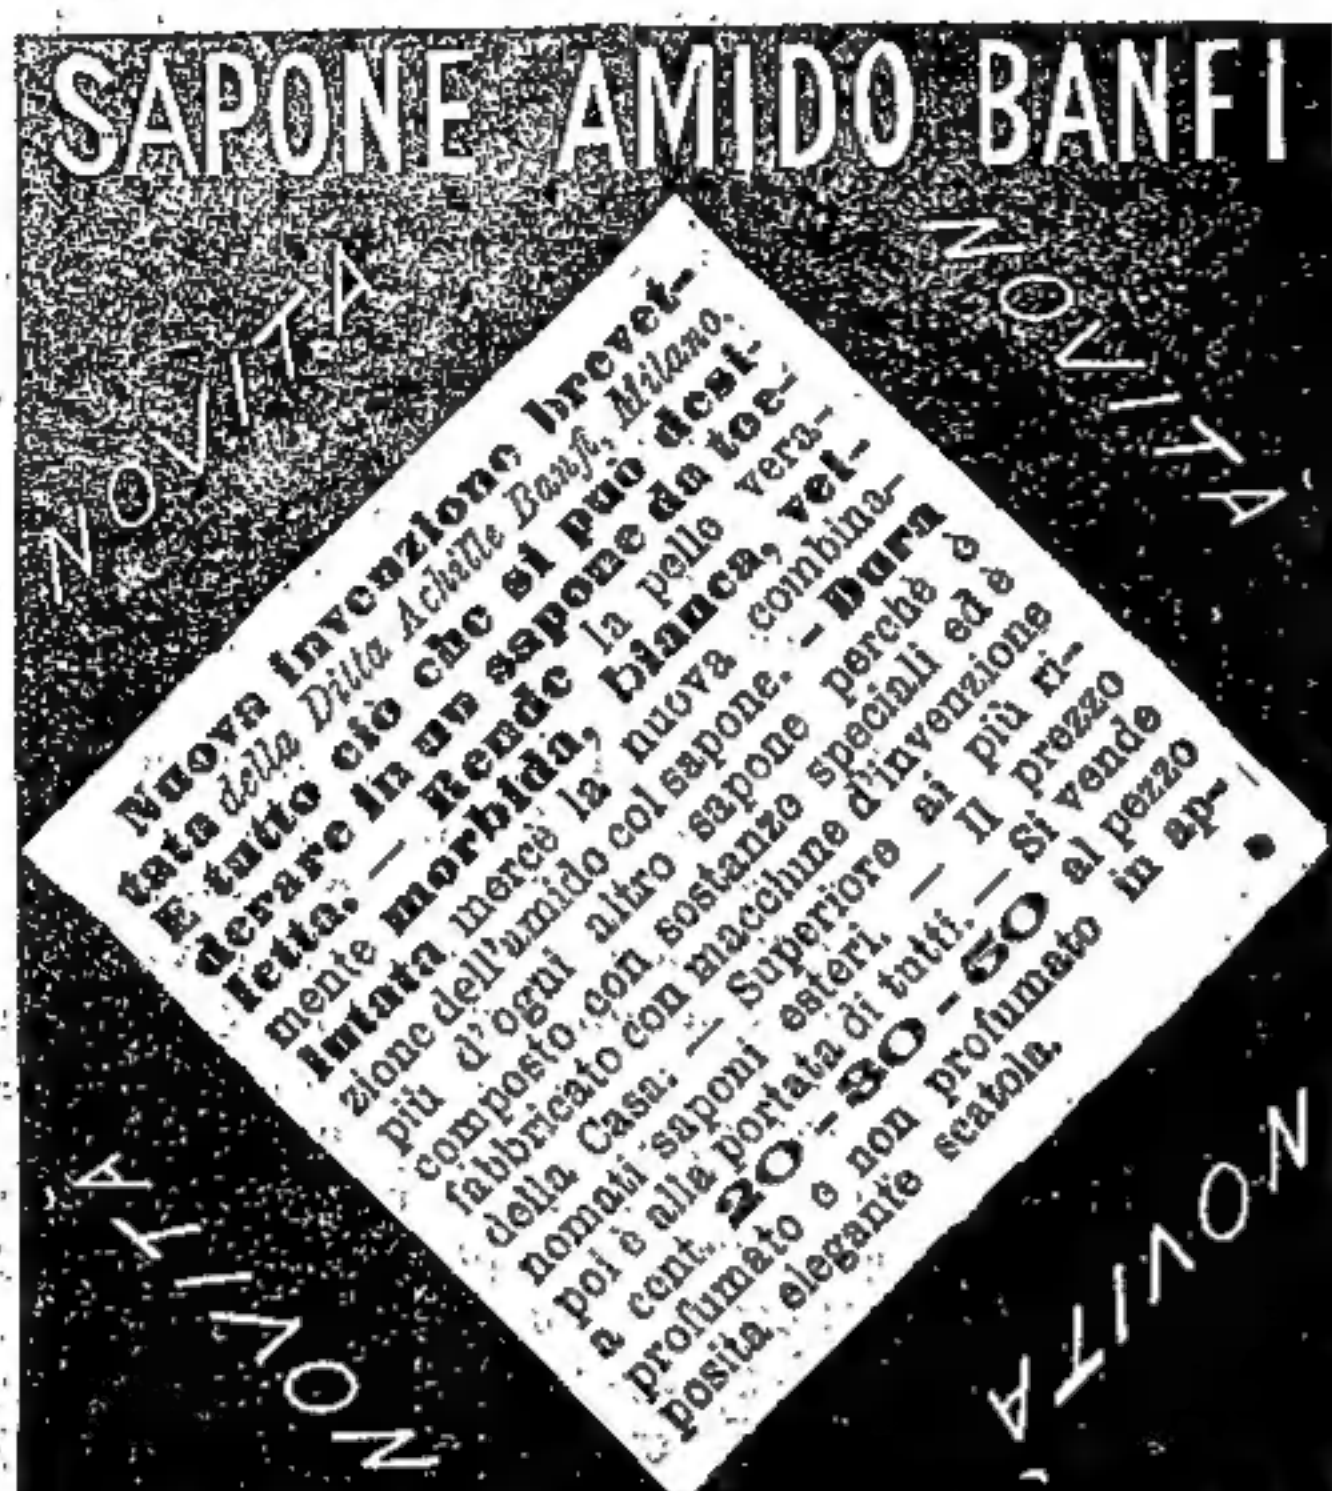 SAPONE AMIDO BANFI
NOVITÀ
NOVITÀ
Nuova invenzione brevet-
tata della Ditta Achille Banfi, Milano.
È tutto ciò che si può desi-
derare in un sapone da toe-
letta. — Rende la pelle vera-
mente morbida, bianca, vel-
lutata, mercè la nuova combina-
zione dell'amido col sapone. — Dura
più d'ogni altro sapone perchè è
composto con sostanze speciali ed è
fabbricato con macchine d'invenzione
della Casa. — Superiore ai più ri-
nomati saponi esteri. — Il prezzo
poi è alla portata di tutti. — Si vende
a cent. 20 - 30 - 50 al pezzo
profumato e non profumato in ap-
posita elegante scatola.
NOVITÀ
NOVITÀ